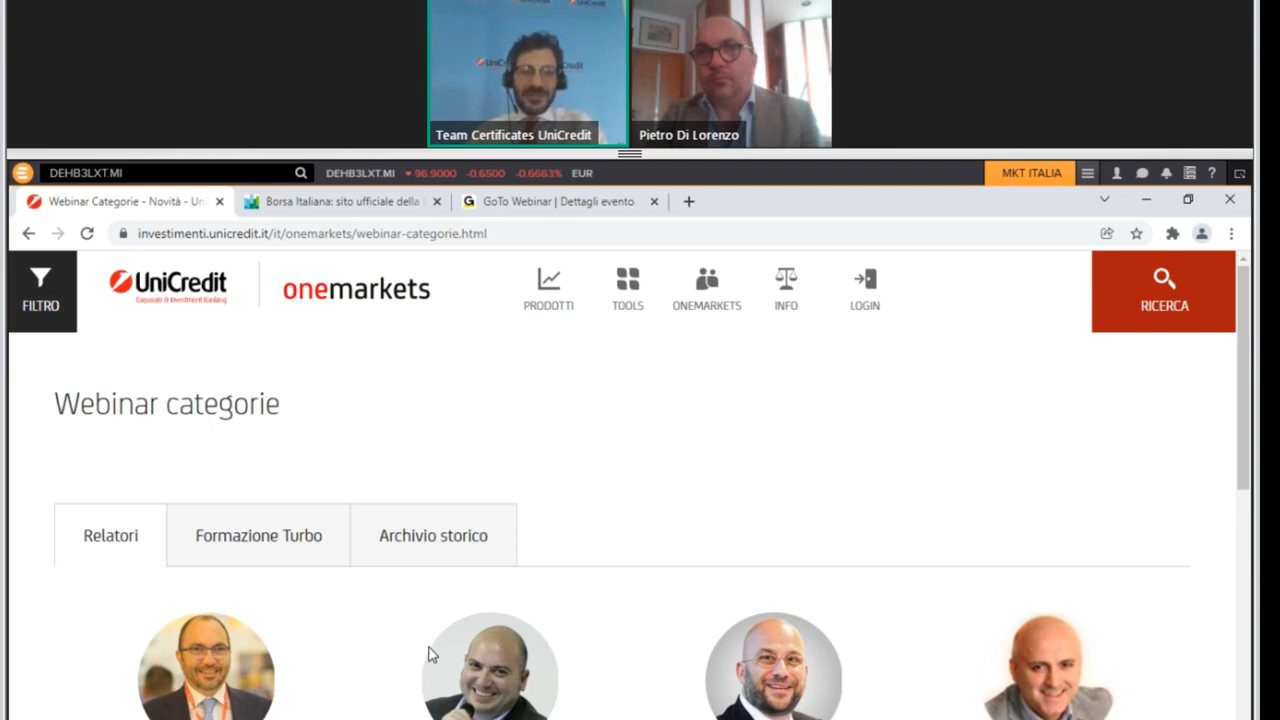 UniCredit
UniCredit
Team Certificates UniCredit
Pietro Di Lorenzo
DEHB3LXT.MI
DEHB3LXT.MI ▼ 96.9000 -0.6500 -0.6663% EUR
MKT ITALIA
?
Webinar Categorie - Novità - Un
Borsa Italiana: sito ufficiale della
GoTo Webinar | Dettagli evento
investimenti.unicredit.it/it/onemarkets/webinar-categorie.html
FILTRO
UniCredit
Corporate & Investment Banking
onemarkets
PRODOTTI
TOOLS
ONEMARKETS
INFO
LOGIN
RICERCA
Webinar categorie
Relatori
Formazione Turbo
Archivio storico